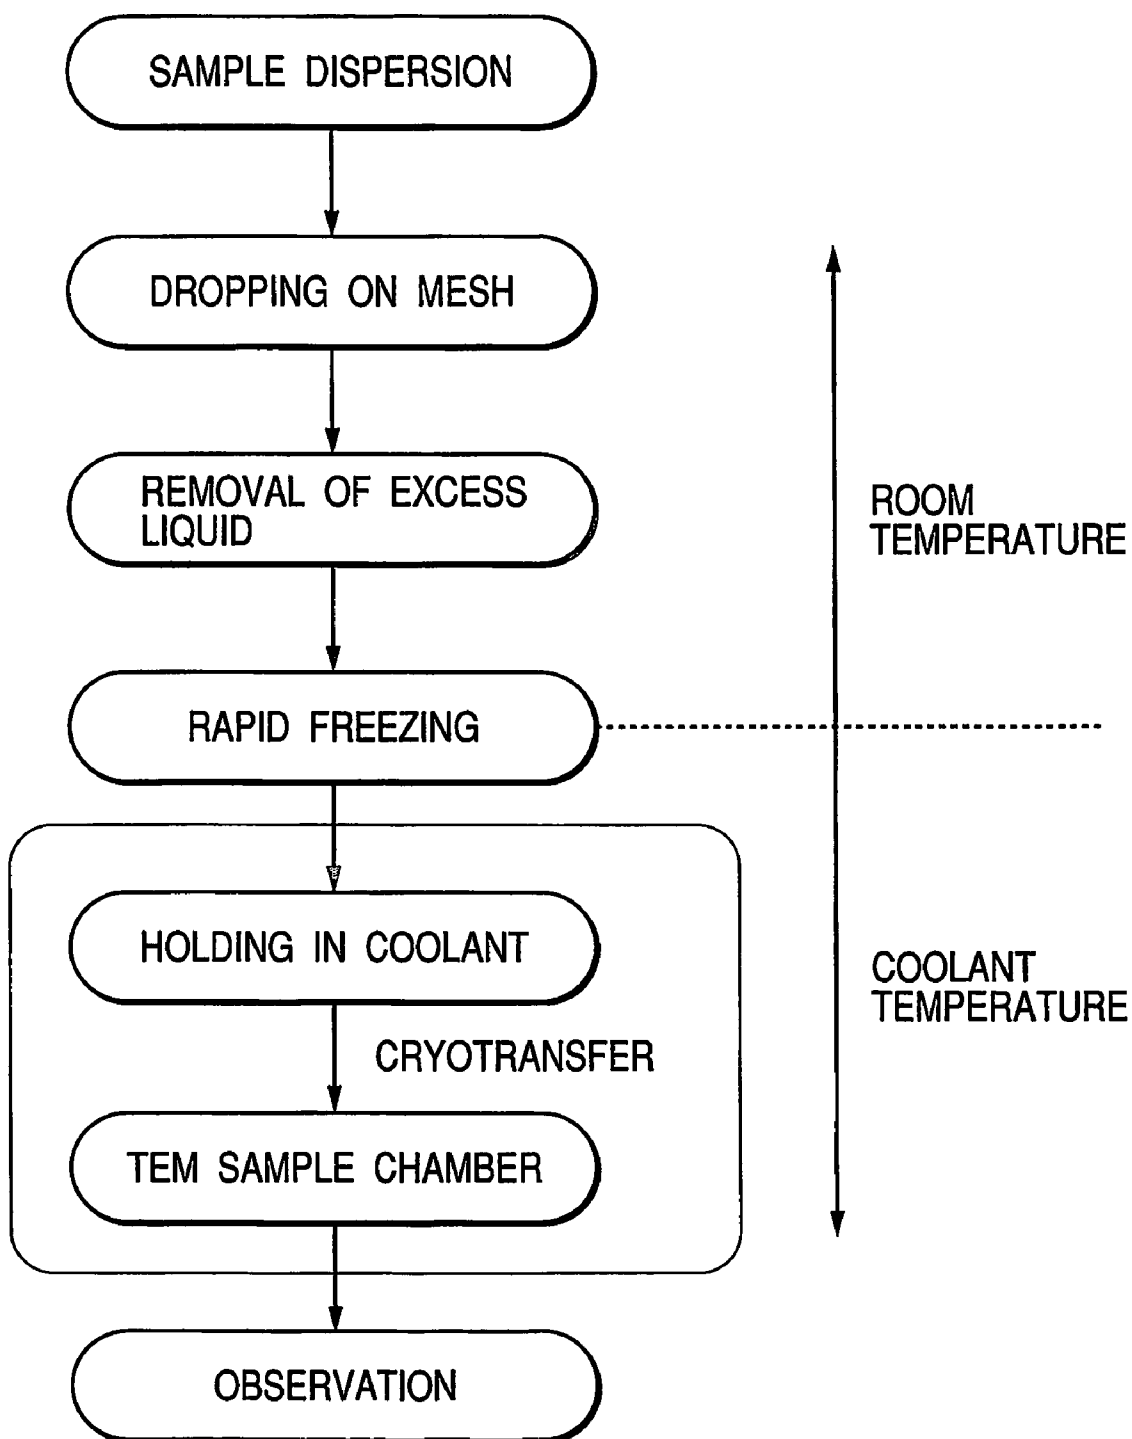 SAMPLE DISPERSION
DROPPING ON MESH
REMOVAL OF EXCESS
LIQUID
ROOM
TEMPERATURE
RAPID FREEZING
HOLDING IN COOLANT
COOLANT
TEMPERATURE
CRYOTRANSFER
TEM SAMPLE CHAMBER
OBSERVATION